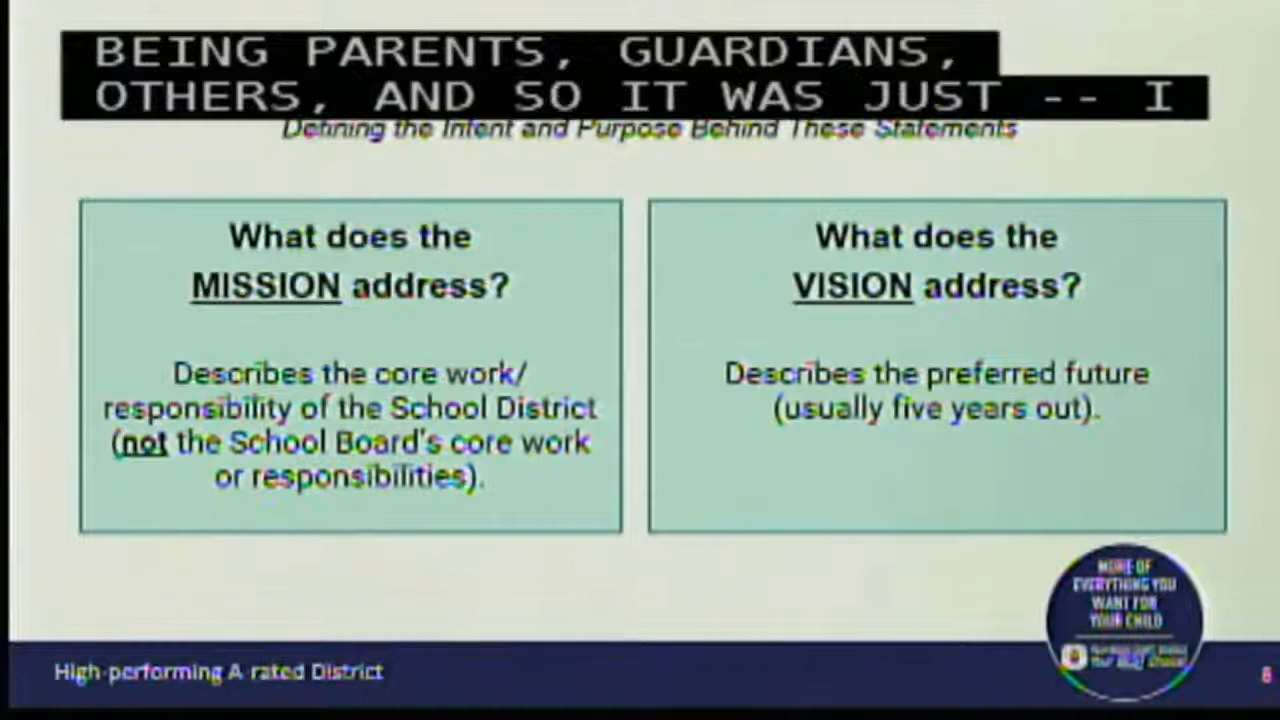 BEING PARENTS, GUARDIANS,
OTHERS, AND SO IT WAS JUST -- I
Defining the Intent and Purpose Behind These Statements
What does the
MISSION address?
Describes the core work/
responsibility of the School District
(not the School Board's core work
or responsibilities).
What does the
VISION address?
Describes the preferred future
(usually five years out).
MORE OF
EVERYTHING YOU
WANT FOR
YOUR CHILD
Your Best Choice
High-performing A-rated District
8